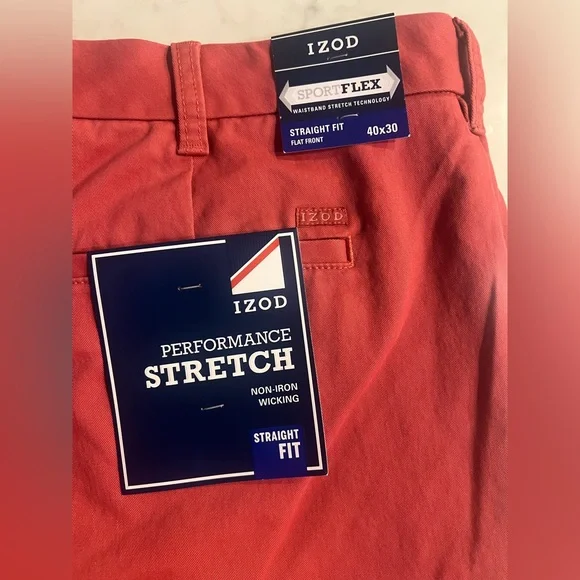 IZOD
SPORTFLEX
WAISTBAND STRETCH TECHNOLOGY
STRAIGHT FIT 40x30
FLAT FRONT
IZOD
IZOD
PERFORMANCE
STRETCH
NON-IRON
WICKING
STRAIGHT
FIT